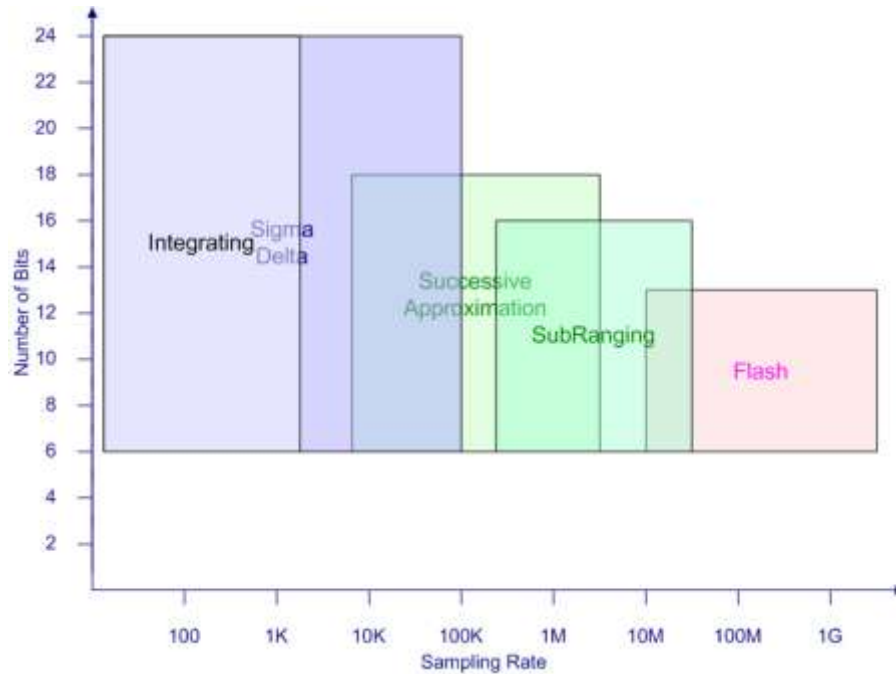 24
22
20
18
16
14
12
10
8
6
4
2
Number of Bits
Integrating
Sigma
Delta
Successive
Approximation
SubRanging
Flash
100 1K 10K 100K 1M 10M 100M 1G
Sampling Rate